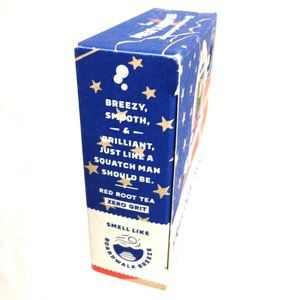 BREEZY,
SMOOTH,
&
BRILLIANT,
JUST LIKE A
SQUATCH MAN
SHOULD BE.
RED ROOT TEA
ZERO GRIT
SMELL LIKE
BOARDWALK BREEZE